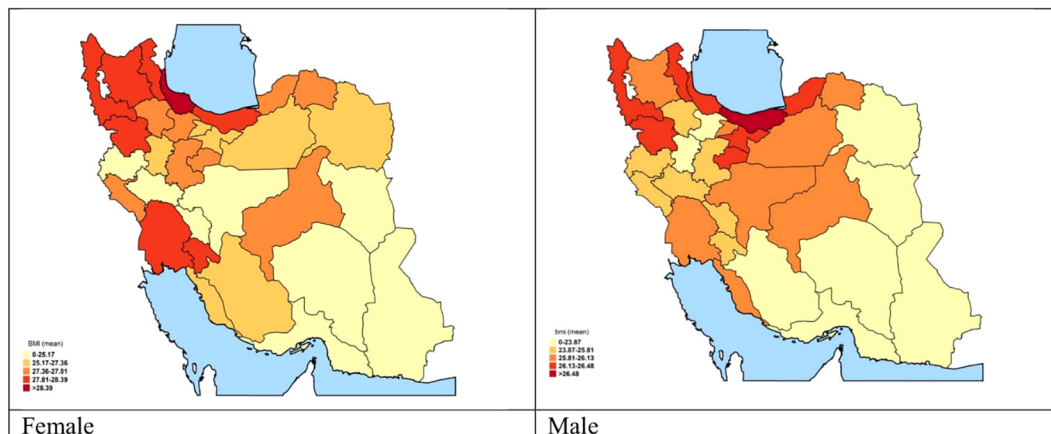 BMI (mean)
0-25.17
25.17-27.36
27.36-27.81
27.81-28.39
>28.39
Female
bmi (mean)
0-23.87
23.87-25.81
25.81-26.13
26.13-26.48
>26.48
Male